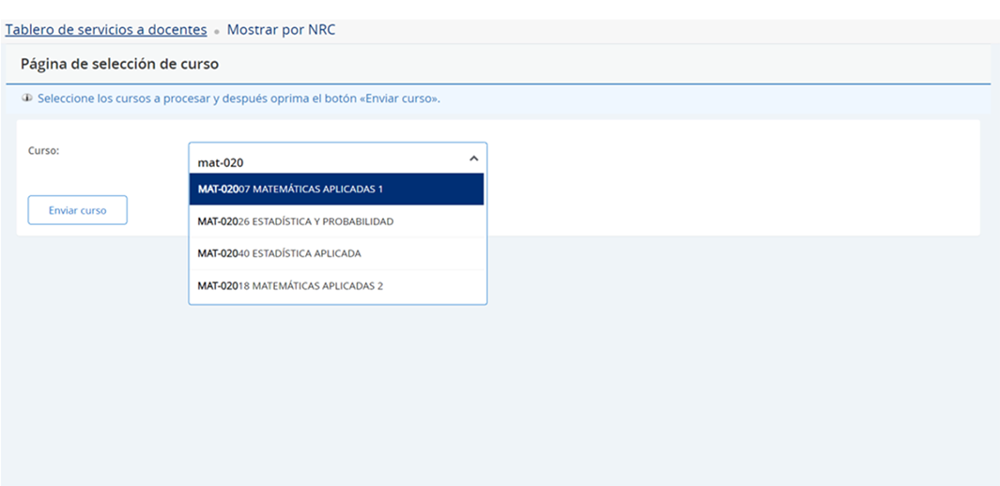 Tablero de servicios a docentes • Mostrar por NRC
Página de selección de curso
Seleccione los cursos a procesar y después oprima el botón «Enviar curso».
Curso:
mat-020
MAT-02007 MATEMÁTICAS APLICADAS 1
Enviar curso
MAT-02026 ESTADÍSTICA Y PROBABILIDAD
MAT-02040 ESTADÍSTICA APLICADA
MAT-02018 MATEMÁTICAS APLICADAS 2